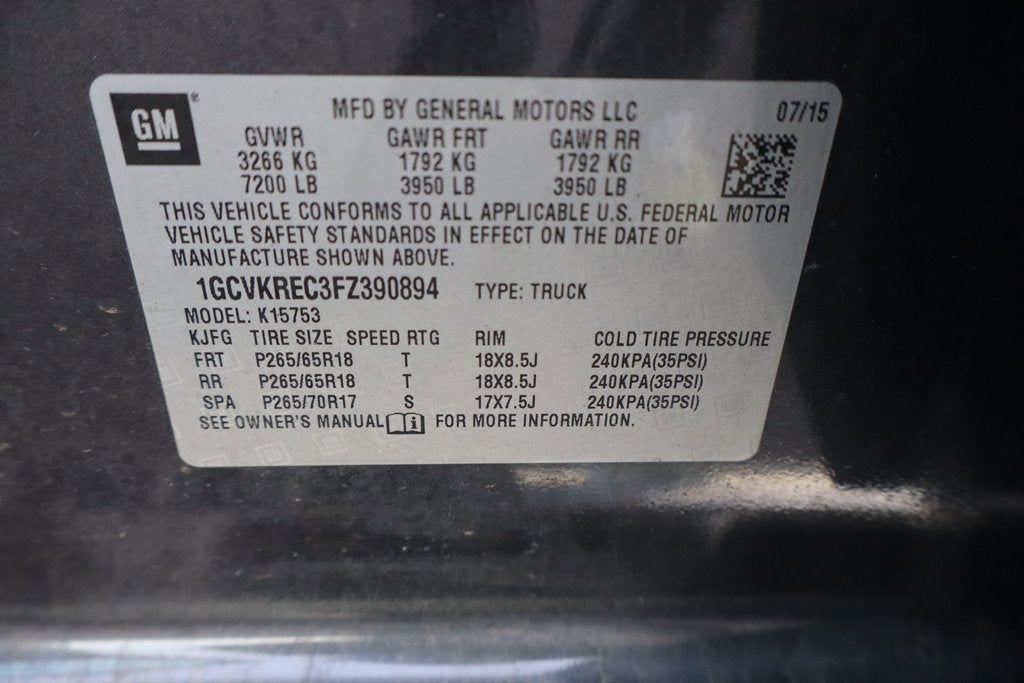 GM® MFD BY GENERAL MOTORS LLC 07/15
GVWR GAWR FRT GAWR RR
3266 KG 1792 KG 1792 KG
7200 LB 3950 LB 3950 LB
THIS VEHICLE CONFORMS TO ALL APPLICABLE U.S. FEDERAL MOTOR
VEHICLE SAFETY STANDARDS IN EFFECT ON THE DATE OF
MANUFACTURE SHOWN ABOVE.
1GCVKREC3FZ390894 TYPE: TRUCK
MODEL: K15753
KJFG TIRE SIZE SPEED RTG RIM COLD TIRE PRESSURE
FRT P265/65R18 T 18X8.5J 240KPA(35PSI)
RR P265/65R18 T 18X8.5J 240KPA(35PSI)
SPA P265/70R17 S 17X7.5J 240KPA(35PSI)
SEE OWNER'S MANUAL i FOR MORE INFORMATION.